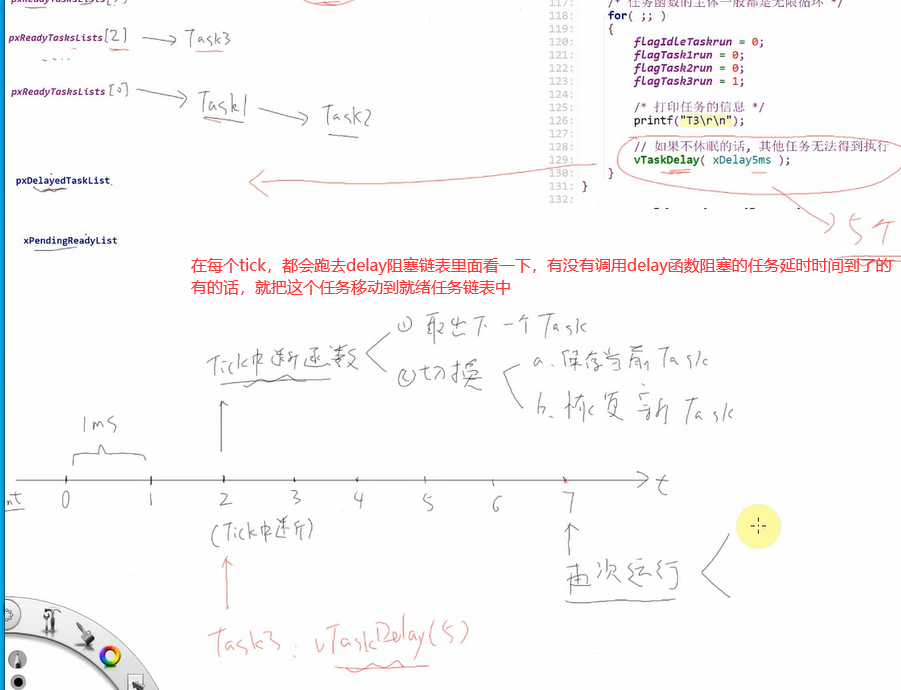 pxReadyTasksLists[2] → Task3
....
pxReadyTasksLists[0] → Task1 → Task2
pxDelayedTaskList
xPendingReadyList
117: /* 任务函数的主体一般都是无限循环 */
118: for( ;; )
119: {
120: flagIdleTaskrun = 0;
121: flagTask1run = 0;
122: flagTask2run = 0;
123: flagTask3run = 1;
124:
125: /* 打印任务的信息 */
126: printf("T3\r\n");
127:
128: // 如果不休眠的话, 其他任务无法得到执行
129: vTaskDelay( xDelay5ms );
130: }
131: }
132:
5个
在每个tick，都会跑去delay阻塞链表里面看一下，有没有调用delay函数阻塞的任务延时时间到了的
有的话，就把这个任务移动到就绪任务链表中
Tick中断函数
① 取出下一个Task
②切换
a.保存当前Task
b.恢复新Task
1ms
0 1 2 3 4 5 6 7 t
(Tick中断)
再次运行
Task3: vTaskDelay(5)